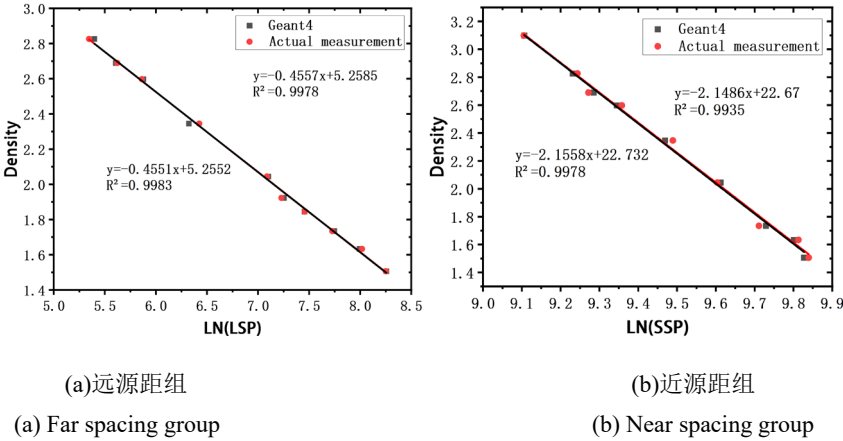 3.0
2.8
2.6
2.4
2.2
2.0
1.8
1.6
1.4
Density
Geant4
Actual measurement
y=-0.4557x+5.2585
R²=0.9978
y=-0.4551x+5.2552
R²=0.9983
5.0 5.5 6.0 6.5 7.0 7.5 8.0 8.5
LN(LSP)
3.2
3.0
2.8
2.6
2.4
2.2
2.0
1.8
1.6
1.4
Density
Geant4
Actual measurement
y=-2.1486x+22.67
R²=0.9935
y=-2.1558x+22.732
R²=0.9978
9.0 9.1 9.2 9.3 9.4 9.5 9.6 9.7 9.8 9.9
LN(SSP)
(a)远源距组
(b)近源距组
(a) Far spacing group
(b) Near spacing group